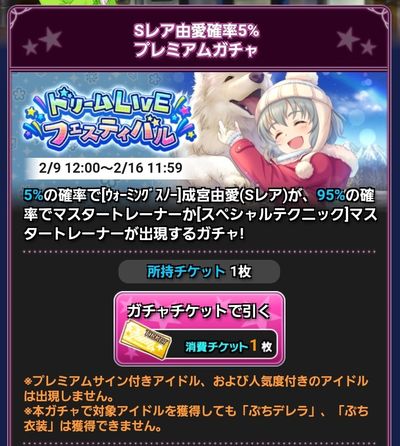 Sレア由愛確率5%
プレミアムガチャ
ドリームLIVE
フェスティバル
2/9 12:00〜2/16 11:59
5%の確率で[ｳｫｰﾐﾝｸﾞｽﾉｰ]成宮由愛(Sレア)が、95%の確
率でマスタートレーナーか[スペシャルテクニック]マス
タートレーナーが出現するガチャ!
所持チケット 1枚
ガチャチケットで引く
消費チケット1枚
※プレミアムサイン付きアイドル、および人気度付きのアイドル
は出現しません。
※本ガチャで対象アイドルを獲得しても「ぷちデレラ」、「ぷち
衣装」は獲得できません。